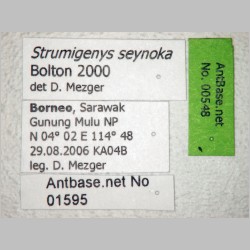 Strumigenys seynoka
Bolton 2000
det D. Mezger
Borneo, Sarawak
Gunung Mulu NP
N 04° 02 E 114° 48
29.08.2006 KA04B
leg. D. Mezger
Antbase.net No
01595
AntBase.net
No. 00548